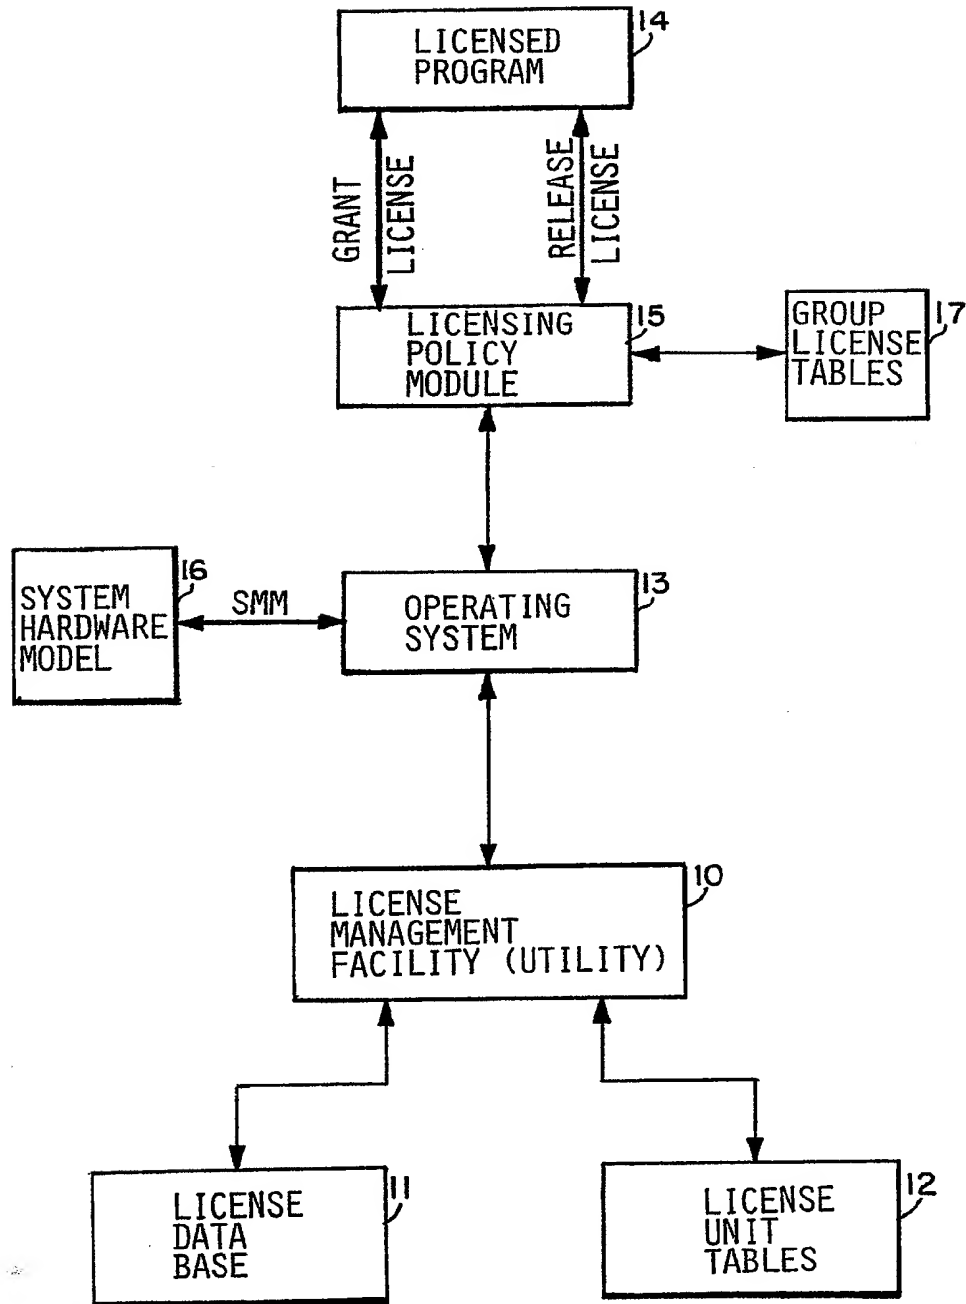 LICENSED
PROGRAM
14
GRANT
LICENSE
RELEASE
LICENSE
LICENSING
POLICY
MODULE
15
GROUP
LICENSE
TABLES
17
SYSTEM
HARDWARE
MODEL
16
SMM
OPERATING
SYSTEM
13
LICENSE
MANAGEMENT
FACILITY (UTILITY)
10
LICENSE
DATA
BASE
11
LICENSE
UNIT
TABLES
12